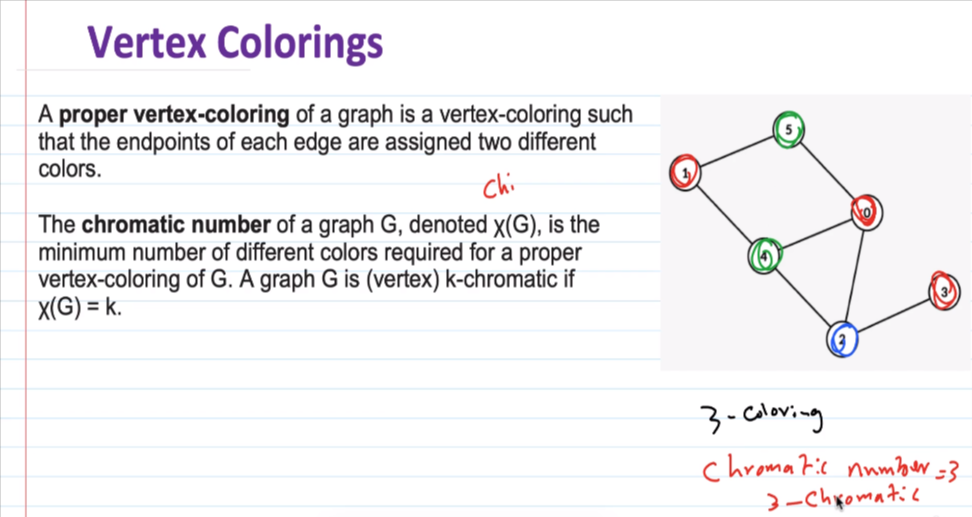 Vertex Colorings
A proper vertex-coloring of a graph is a vertex-coloring such
that the endpoints of each edge are assigned two different
colors.
Chi
The chromatic number of a graph G, denoted χ(G), is the
minimum number of different colors required for a proper
vertex-coloring of G. A graph G is (vertex) k-chromatic if
χ(G) = k.
5
1
0
4
3
2
3-coloring
Chromatic number =3
3-Chromatic